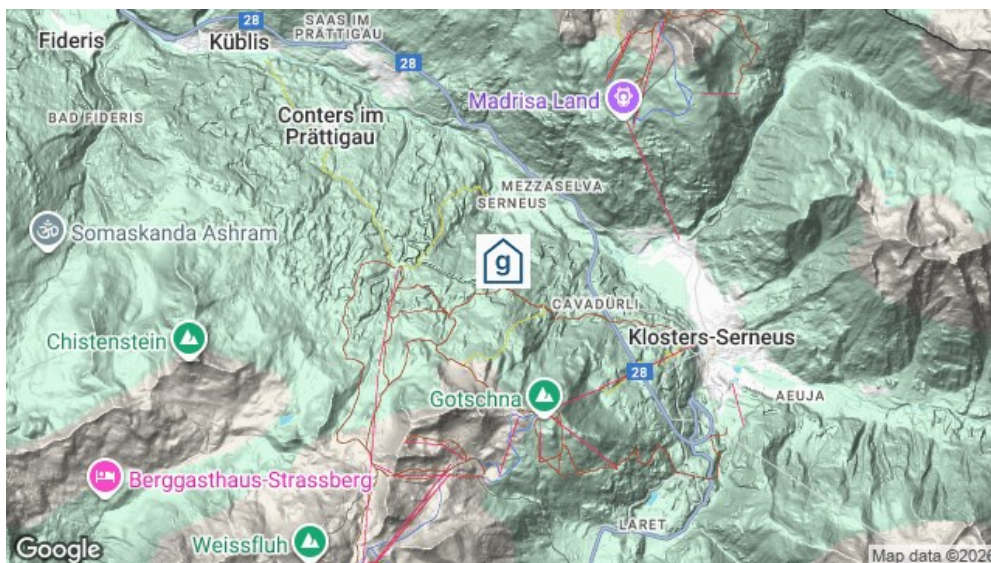 28
SAAS IM
PRÄTTIGAU
Fideris
Küblis
28
Madrisa Land
BAD FIDERIS
Conters im
Prättigau
MEZZASELVA
SERNEUS
Somaskanda Ashram
g
CAVADÜRLI
Chistenstein
Klosters-Serneus
28
Gotschna
AEUJA
Berggasthaus-Strassberg
LARET
Weissfluh
Google
Map data ©2026